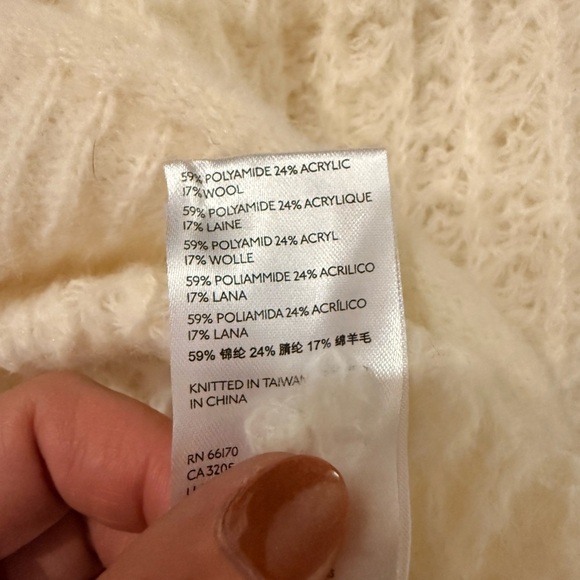 59% POLYAMIDE 24% ACRYLIC
17% WOOL
59% POLYAMIDE 24% ACRYLIQUE
17% LAINE
59% POLYAMID 24% ACRYL
17% WOLLE
59% POLIAMMIDE 24% ACRILICO
17% LANA
59% POLIAMIDA 24% ACRÍLICO
17% LANA
59% 锦纶 24% 腈纶 17% 绵羊毛
KNITTED IN TAIWAN
IN CHINA
RN 66170
CA 3205